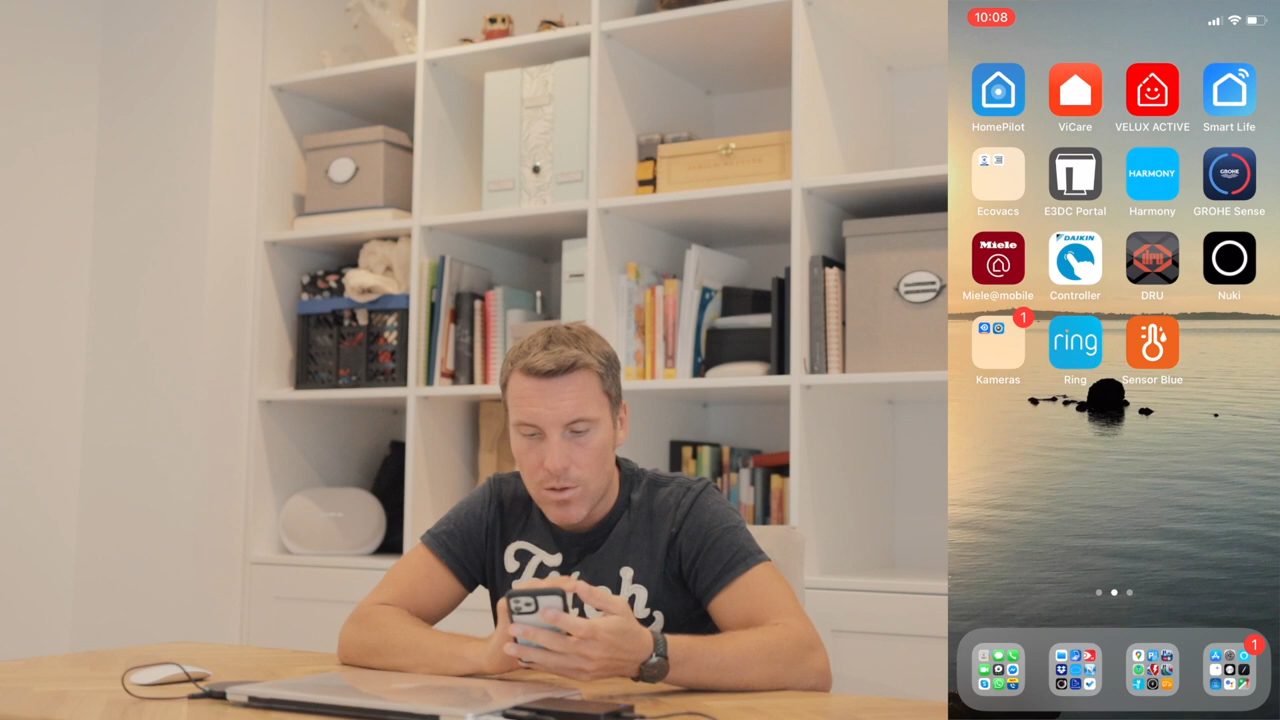 10:08
HomePilot
ViCare
VELUX ACTIVE
Smart Life
Ecovacs
E3DC Portal
HARMONY
Harmony
GROHE
GROHE Sense
Miele
Miele@mobile
DAIKIN
Controller
dru
DRU
Nuki
1
Kameras
ring
Ring
Sensor Blue
1